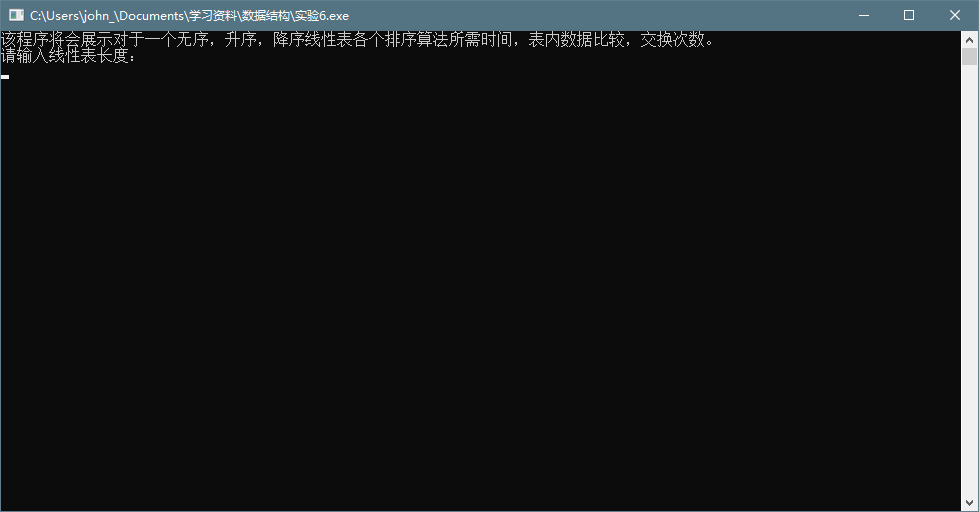 C:\Users\john_\Documents\学习资料\数据结构\实验6.exe
该程序将会展示对于一个无序，升序，降序线性表各个排序算法所需时间，表内数据比较，交换次数。
请输入线性表长度：